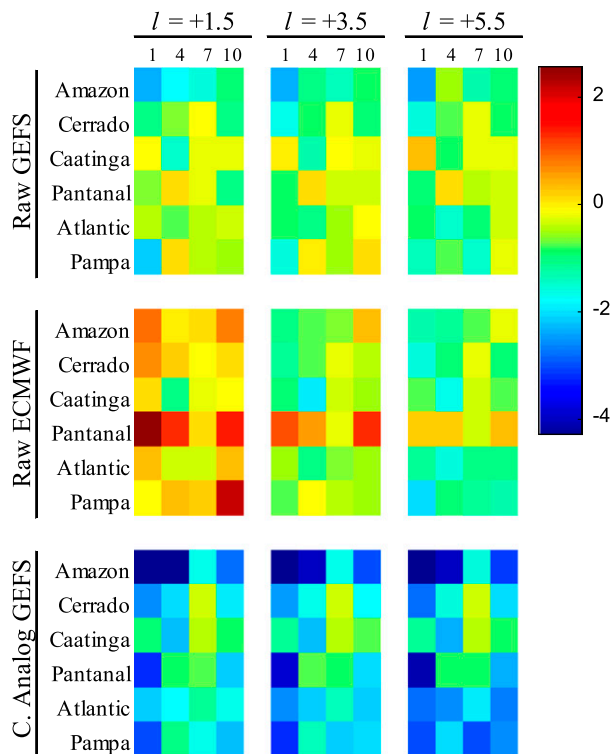 l = +1.5 l = +3.5 l = +5.5
1 4 7 10 1 4 7 10 1 4 7 10
Raw GEFS
Amazon
Cerrado
Caatinga
Pantanal
Atlantic
Pampa
Raw ECMWF
Amazon
Cerrado
Caatinga
Pantanal
Atlantic
Pampa
C. Analog GEFS
Amazon
Cerrado
Caatinga
Pantanal
Atlantic
Pampa
2
0
-2
-4